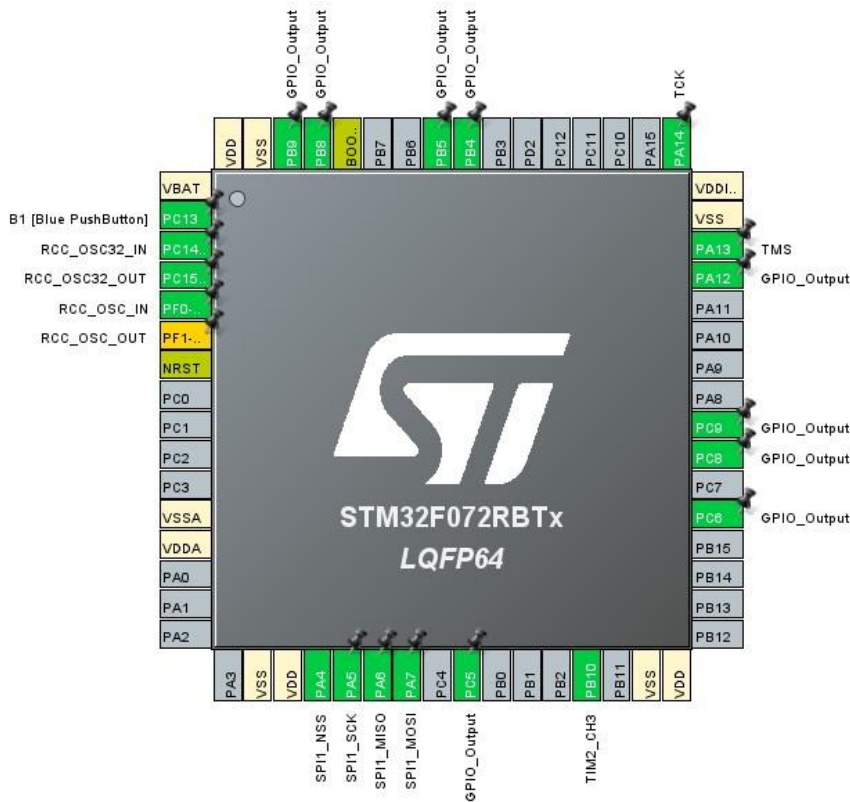 GPIO_Output
GPIO_Output
GPIO_Output
GPIO_Output
TCK
VDD
VSS
PB9
PB8
BOO..
PB7
PB6
PB5
PB4
PB3
PD2
PC12
PC11
PC10
PA15
PA14
VBAT
B1 [Blue PushButton] PC13
RCC_OSC32_IN PC14..
RCC_OSC32_OUT PC15..
RCC_OSC_IN PF0-..
RCC_OSC_OUT PF1-..
NRST
PC0
PC1
PC2
PC3
VSSA
VDDA
PA0
PA1
PA2
VDDI..
VSS
PA13 TMS
PA12 GPIO_Output
PA11
PA10
PA9
PA8
PC9 GPIO_Output
PC8 GPIO_Output
PC7
PC6 GPIO_Output
PB15
PB14
PB13
PB12
ST
STM32F072RBTx
LQFP64
PA3
VSS
VDD
PA4
PA5
PA6
PA7
PC4
PC5
PB0
PB1
PB2
PB10
PB11
VSS
VDD
SPI1_NSS
SPI1_SCK
SPI1_MISO
SPI1_MOSI
GPIO_Output
TIM2_CH3